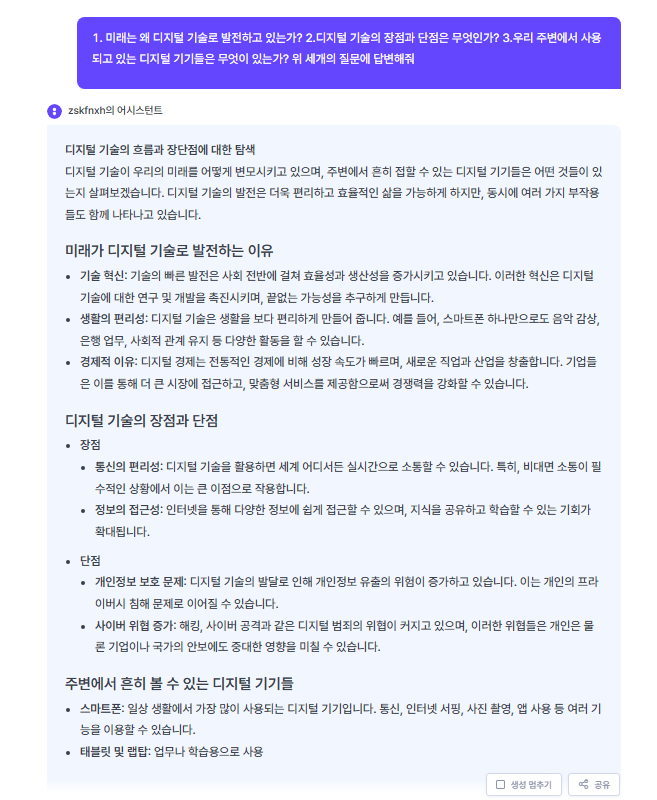 1. 미래는 왜 디지털 기술로 발전하고 있는가? 2.디지털 기술의 장점과 단점은 무엇인가? 3.우리 주변에서 사용
되고 있는 디지털 기기들은 무엇이 있는가? 위 세개의 질문에 답변해줘
zskfnxh의 어시스턴트
디지털 기술의 흐름과 장단점에 대한 탐색
디지털 기술이 우리의 미래를 어떻게 변모시키고 있으며, 주변에서 흔히 접할 수 있는 디지털 기기들은 어떤 것들이 있
는지 살펴보겠습니다. 디지털 기술의 발전은 더욱 편리하고 효율적인 삶을 가능하게 하지만, 동시에 여러 가지 부작용
들도 함께 나타나고 있습니다.
미래가 디지털 기술로 발전하는 이유
• 기술 혁신: 기술의 빠른 발전은 사회 전반에 걸쳐 효율성과 생산성을 증가시키고 있습니다. 이러한 혁신은 디지털
기술에 대한 연구 및 개발을 촉진시키며, 끝없는 가능성을 추구하게 만듭니다.
• 생활의 편리성: 디지털 기술은 생활을 보다 편리하게 만들어 줍니다. 예를 들어, 스마트폰 하나만으로도 음악 감상,
은행 업무, 사회적 관계 유지 등 다양한 활동을 할 수 있습니다.
• 경제적 이유: 디지털 경제는 전통적인 경제에 비해 성장 속도가 빠르며, 새로운 직업과 산업을 창출합니다. 기업들
은 이를 통해 더 큰 시장에 접근하고, 맞춤형 서비스를 제공함으로써 경쟁력을 강화할 수 있습니다.
디지털 기술의 장점과 단점
• 장점
• 통신의 편리성: 디지털 기술을 활용하면 세계 어디서든 실시간으로 소통할 수 있습니다. 특히, 비대면 소통이 필
수적인 상황에서 이는 큰 이점으로 작용합니다.
• 정보의 접근성: 인터넷을 통해 다양한 정보에 쉽게 접근할 수 있으며, 지식을 공유하고 학습할 수 있는 기회가
확대됩니다.
• 단점
• 개인정보 보호 문제: 디지털 기술의 발달로 인해 개인정보 유출의 위험이 증가하고 있습니다. 이는 개인의 프라
이버시 침해 문제로 이어질 수 있습니다.
• 사이버 위협 증가: 해킹, 사이버 공격과 같은 디지털 범죄의 위협이 커지고 있으며, 이러한 위협들은 개인은 물
론 기업이나 국가의 안보에도 중대한 영향을 미칠 수 있습니다.
주변에서 흔히 볼 수 있는 디지털 기기들
• 스마트폰: 일상 생활에서 가장 많이 사용되는 디지털 기기입니다. 통신, 인터넷 서핑, 사진 촬영, 앱 사용 등 여러 기
능을 이용할 수 있습니다.
• 태블릿 및 랩탑: 업무나 학습용으로 사용
생성 멈추기
공유